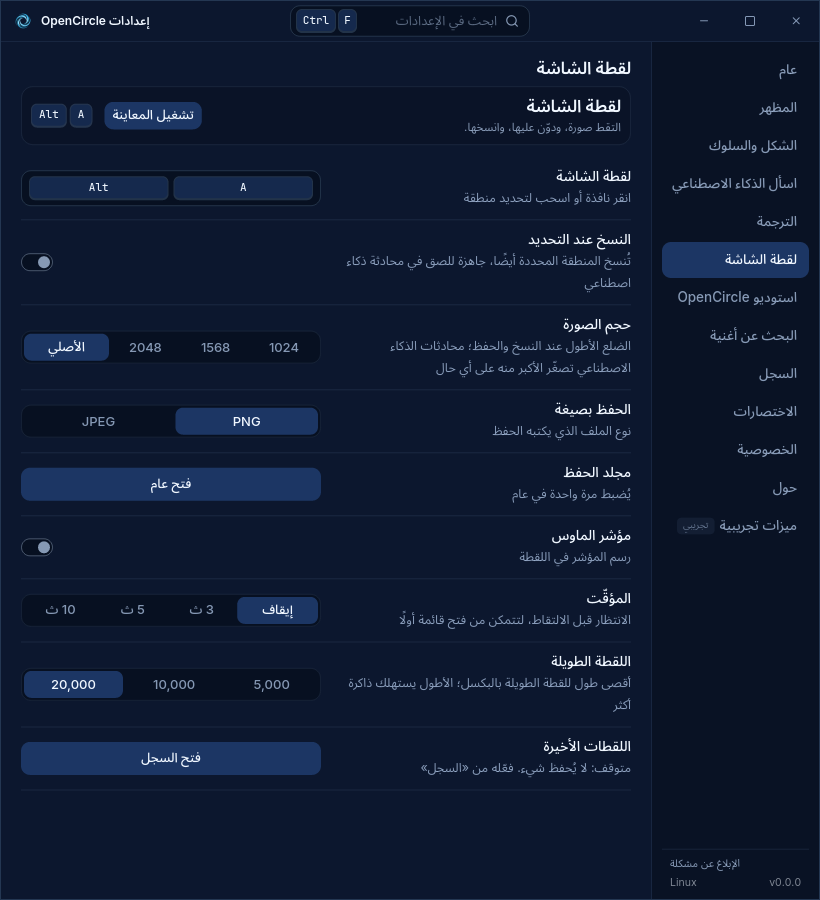 إعدادات OpenCircle
ابحث في الإعدادات
Ctrl F
عام
المظهر
الشكل والسلوك
اسأل الذكاء الاصطناعي
الترجمة
لقطة الشاشة
استوديو OpenCircle
البحث عن أغنية
السجل
الاختصارات
الخصوصية
حول
ميزات تجريبية تجريبي
الإبلاغ عن مشكلة
Linux v0.0.0
لقطة الشاشة
لقطة الشاشة
التقط صورة، ودوّن عليها، وانسخها.
تشغيل المعاينة
Alt A
لقطة الشاشة
انقر نافذة أو اسحب لتحديد منطقة
Alt A
النسخ عند التحديد
تُنسخ المنطقة المحددة أيضًا، جاهزة للصق في محادثة ذكاء
اصطناعي
حجم الصورة
الضلع الأطول عند النسخ والحفظ؛ محادثات الذكاء
الاصطناعي تصغّر الأكبر منه على أي حال
الأصلي 2048 1568 1024
الحفظ بصيغة
نوع الملف الذي يكتبه الحفظ
JPEG PNG
مجلد الحفظ
يُضبط مرة واحدة في عام
فتح عام
مؤشر الماوس
رسم المؤشر في اللقطة
المؤقّت
الانتظار قبل الالتقاط، لتتمكن من فتح قائمة أولًا
إيقاف 3 ث 5 ث 10 ث
اللقطة الطويلة
أقصى طول للقطة الطويلة بالبكسل؛ الأطول يستهلك ذاكرة
أكثر
20,000 10,000 5,000
اللقطات الأخيرة
متوقف: لا يُحفظ شيء. فعّله من «السجل»
فتح السجل